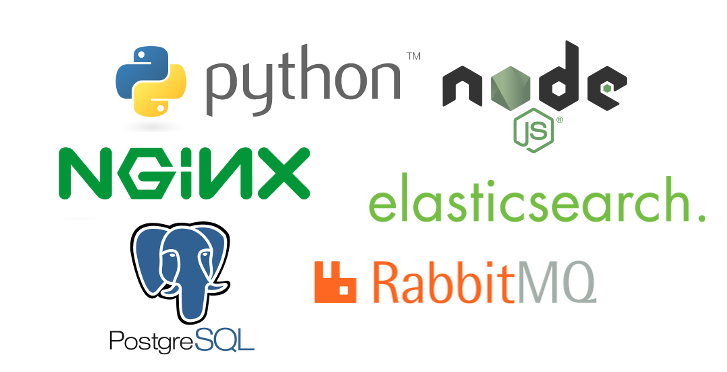 python™
node
JS®
NGINX
elasticsearch.
RabbitMQ
PostgreSQL